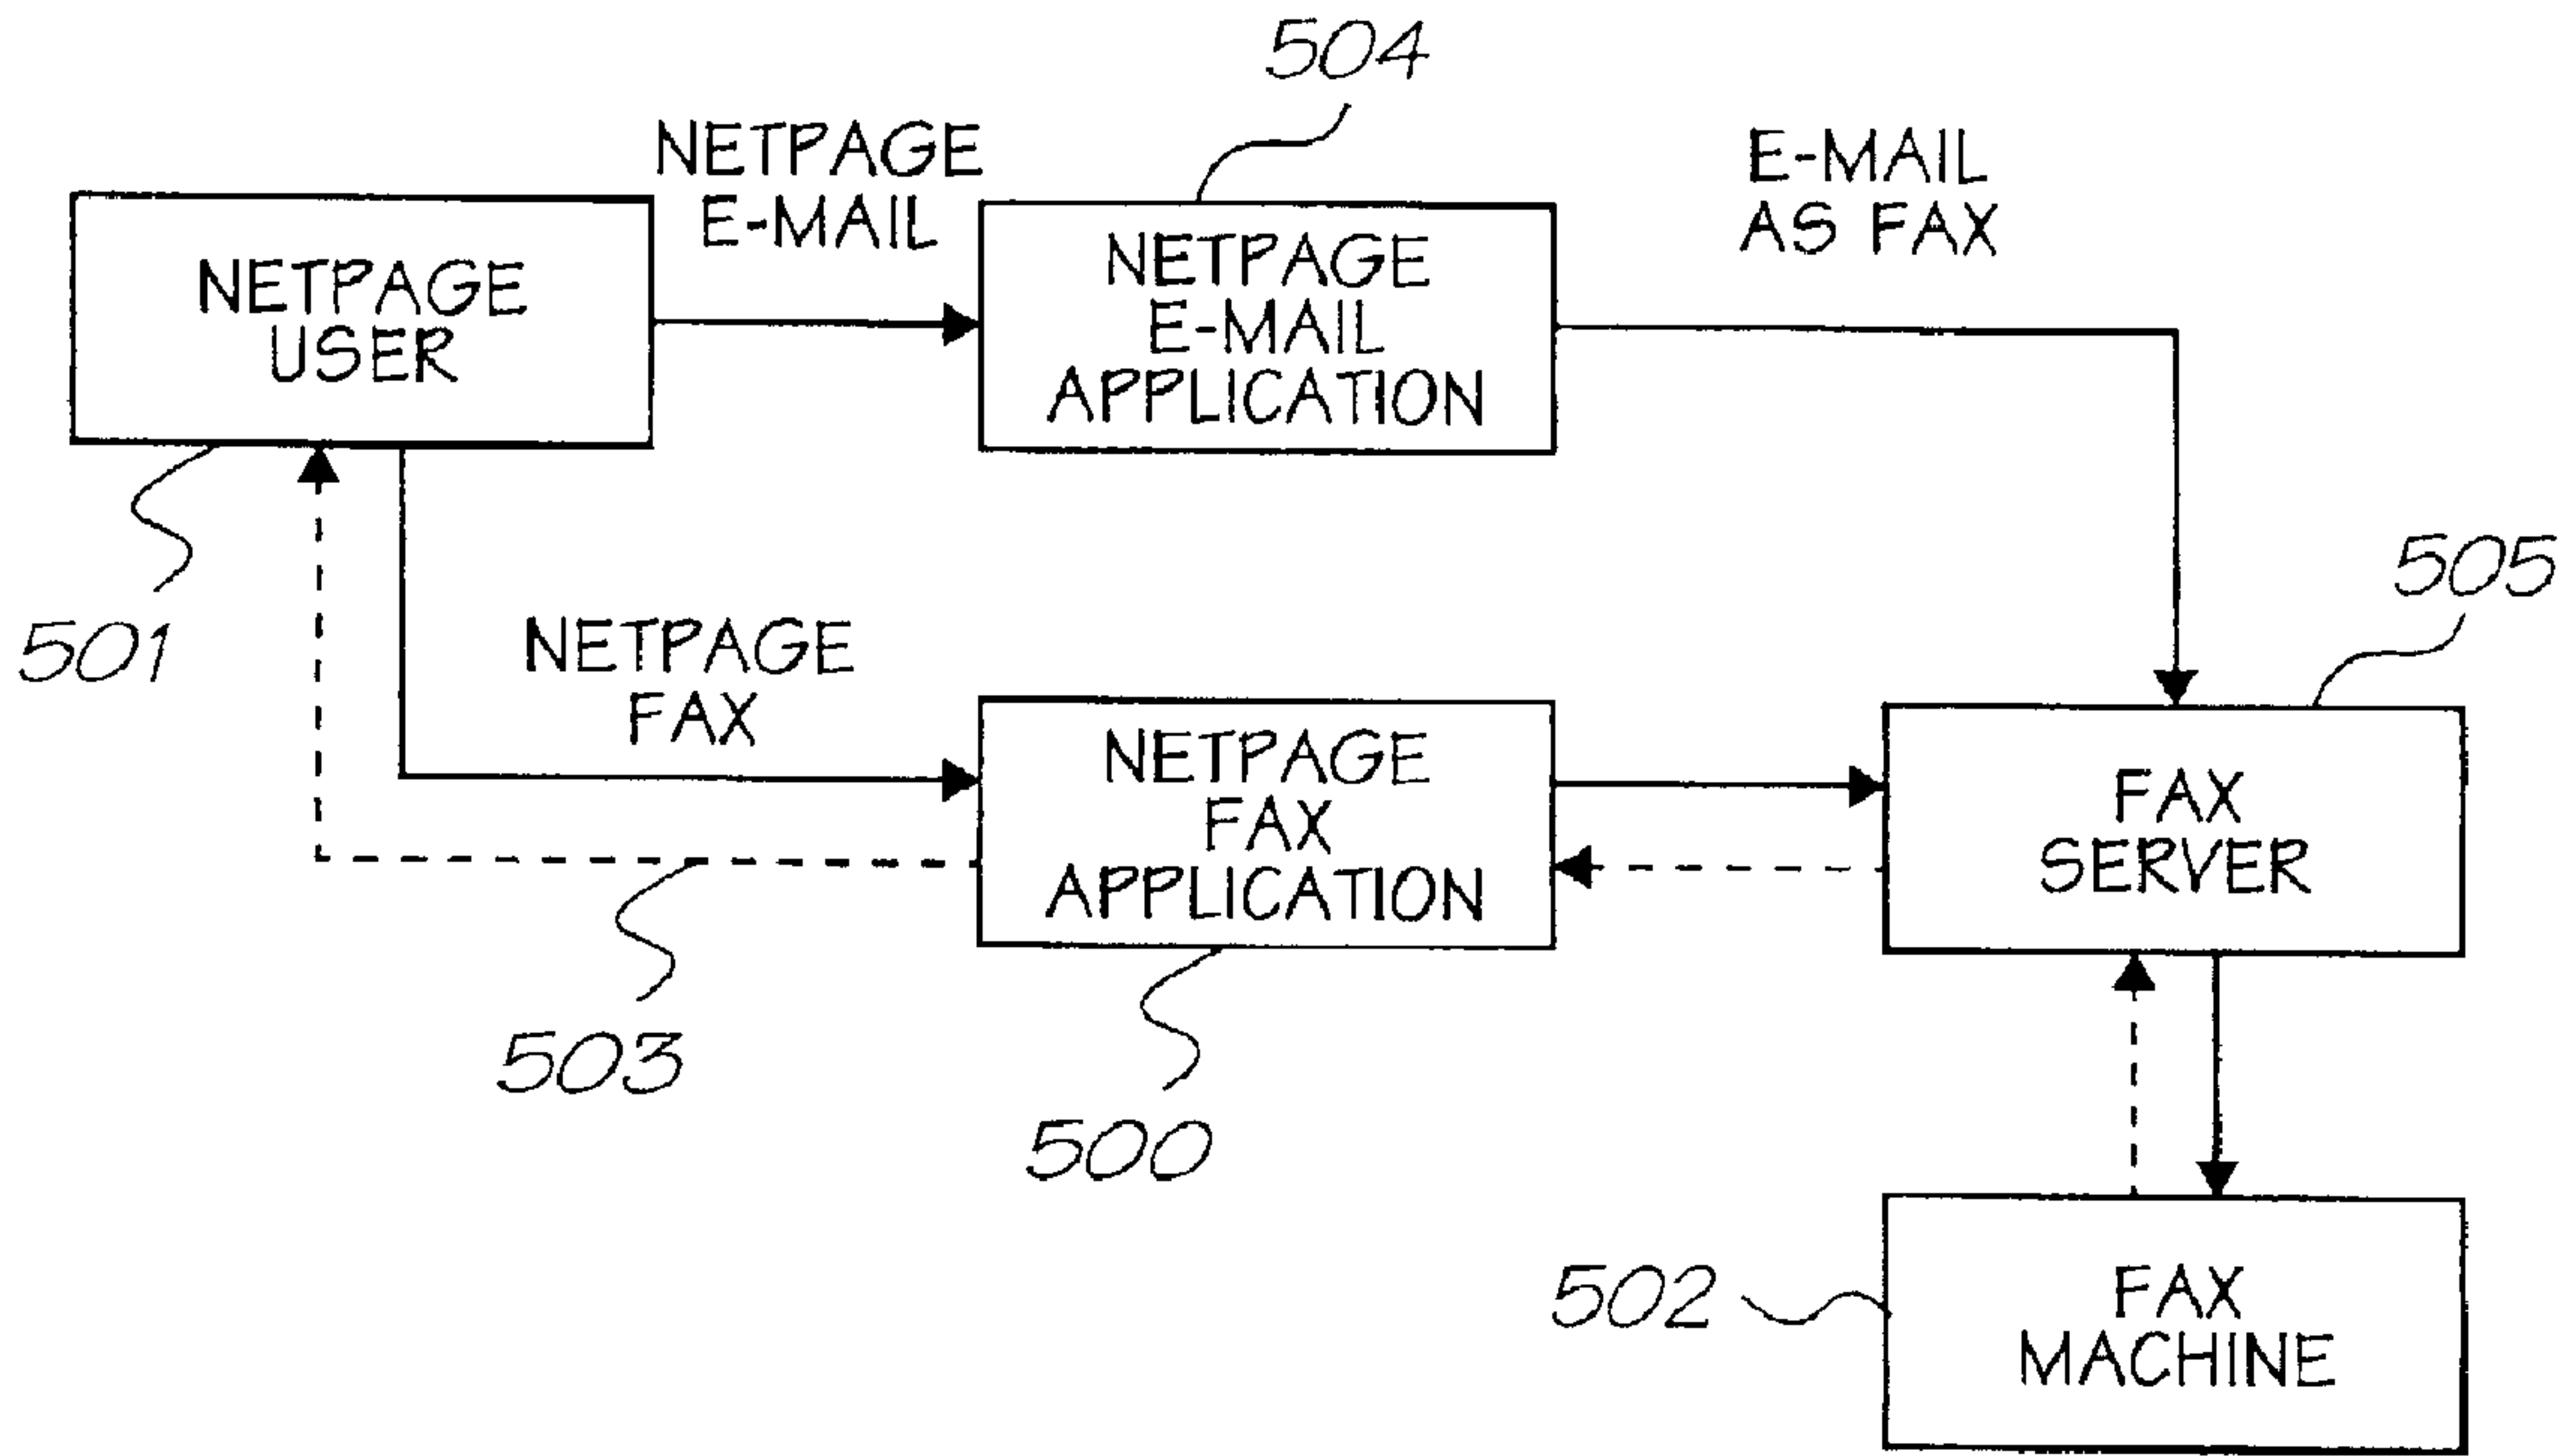 504
NETPAGE
E-MAIL
E-MAIL
AS FAX
NETPAGE
USER
NETPAGE
E-MAIL
APPLICATION
501
505
NETPAGE
FAX
NETPAGE
FAX
APPLICATION
FAX
SERVER
503
500
502
FAX
MACHINE